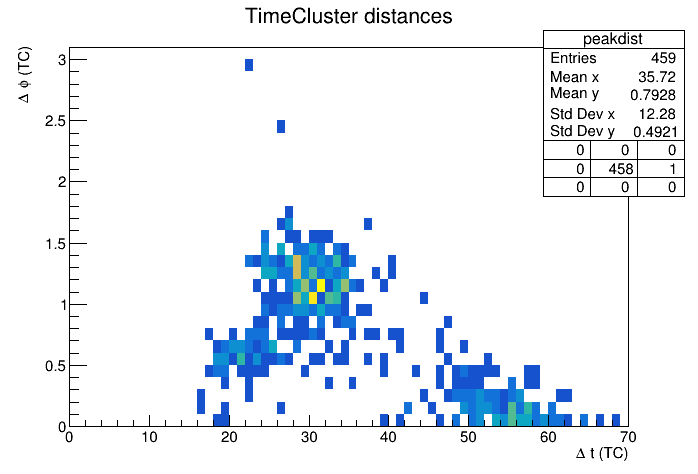 TimeCluster distances
peakdist
Entries 459
Mean x 35.72
Mean y 0.7928
Std Dev x 12.28
Std Dev y 0.4921
0 0 0
0 458 1
0 0 0
Δ ϕ (TC)
3
2.5
2
1.5
1
0.5
0
0 10 20 30 40 50 60 70
Δ t (TC)